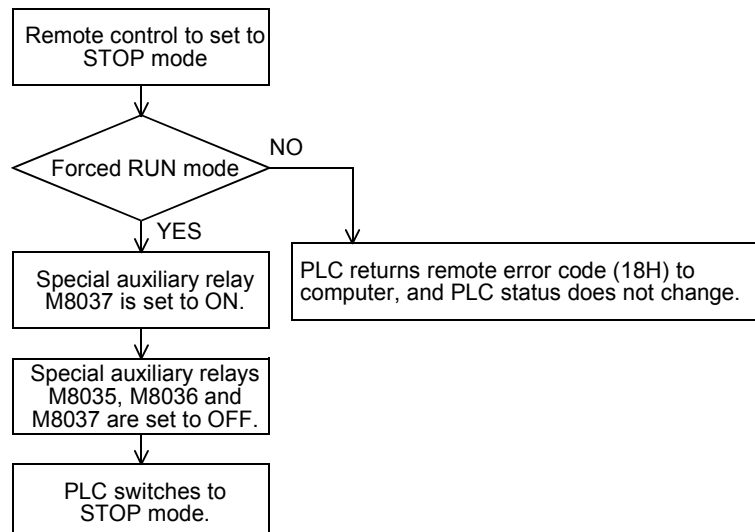 Remote control to set to
STOP mode
Forced RUN mode
NO
YES
Special auxiliary relay
M8037 is set to ON.
PLC returns remote error code (18H) to
computer, and PLC status does not change.
Special auxiliary relays
M8035, M8036 and
M8037 are set to OFF.
PLC switches to
STOP mode.